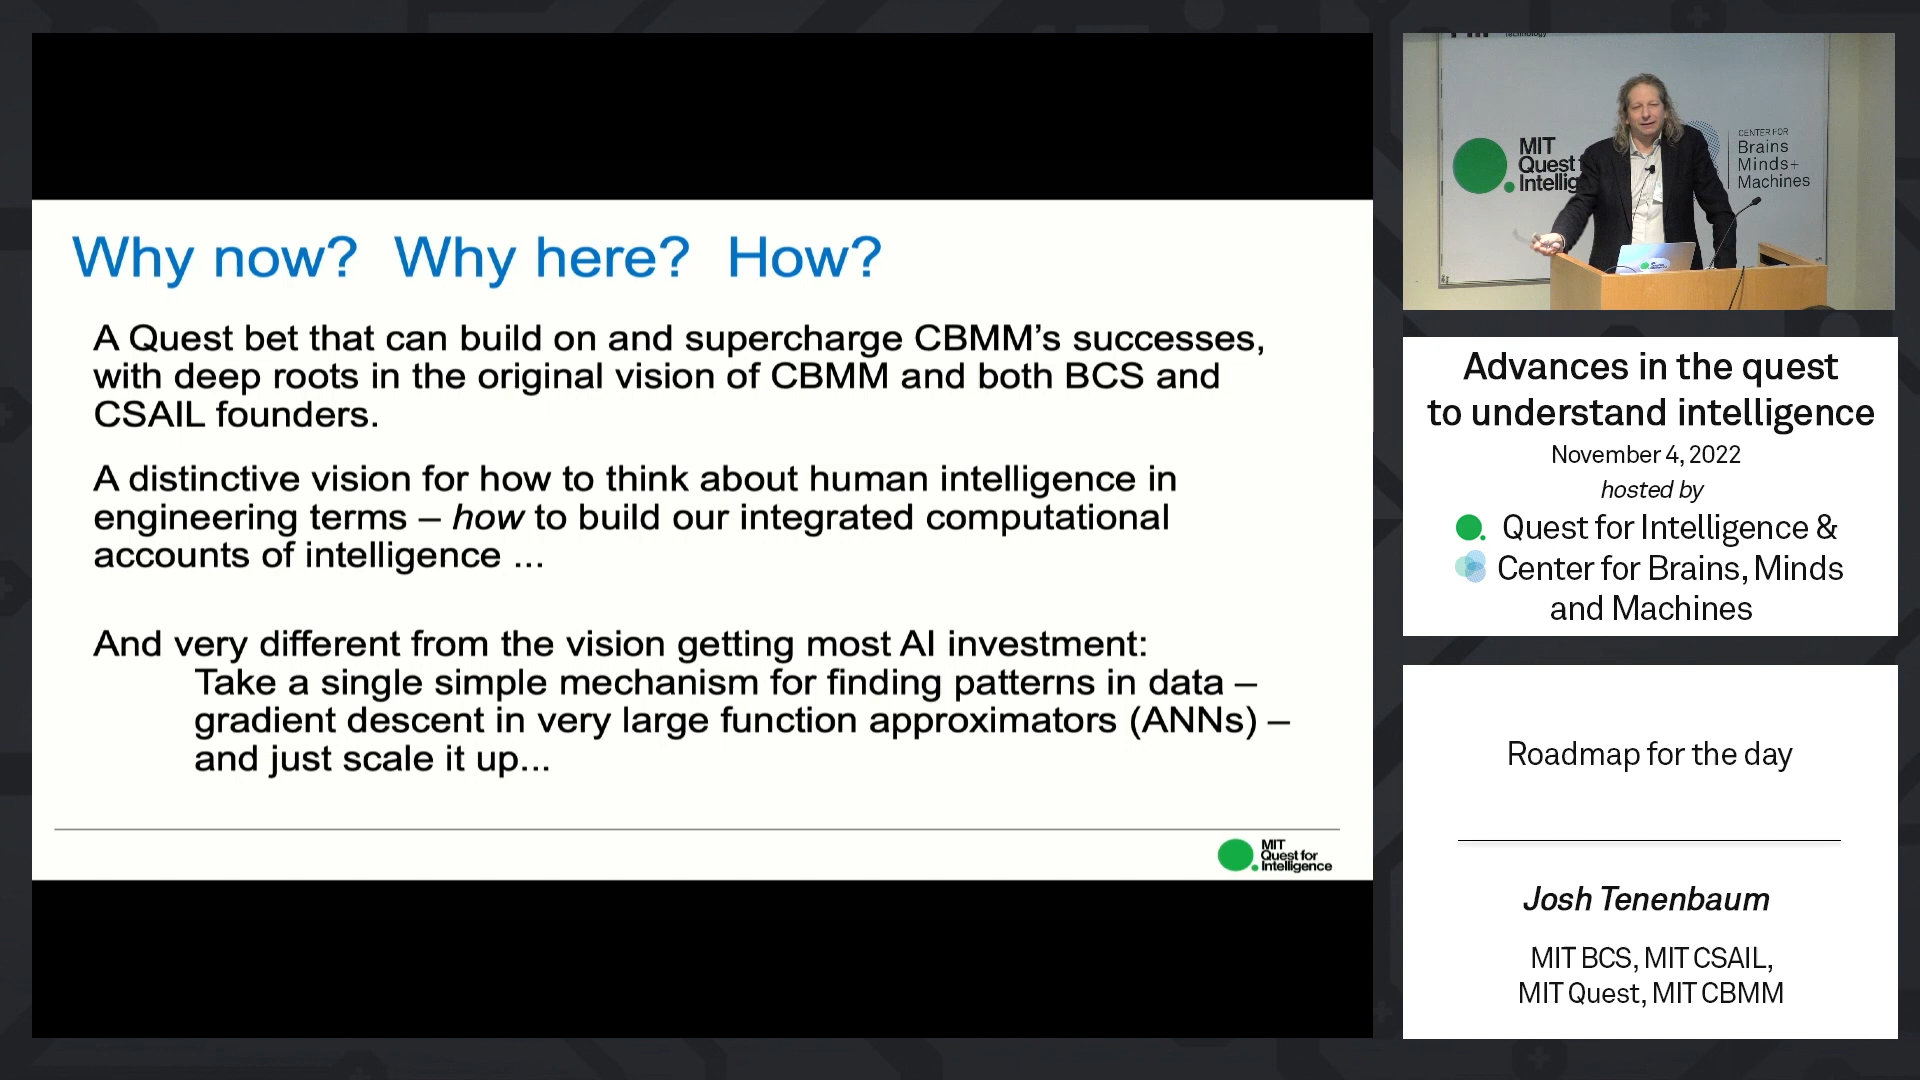 Why now? Why here? How?
A Quest bet that can build on and supercharge CBMM’s successes,
with deep roots in the original vision of CBMM and both BCS and
CSAIL founders.
A distinctive vision for how to think about human intelligence in
engineering terms – how to build our integrated computational
accounts of intelligence ...
And very different from the vision getting most AI investment:
Take a single simple mechanism for finding patterns in data –
gradient descent in very large function approximators (ANNs) –
and just scale it up...
MIT
Quest for
Intelligence
Technology
MIT
Quest
Intellig
CENTER FOR
Brains
Minds+
Machines
Advances in the quest
to understand intelligence
November 4, 2022
hosted by
Quest for Intelligence &
Center for Brains, Minds
and Machines
Roadmap for the day
Josh Tenenbaum
MIT BCS, MIT CSAIL,
MIT Quest, MIT CBMM